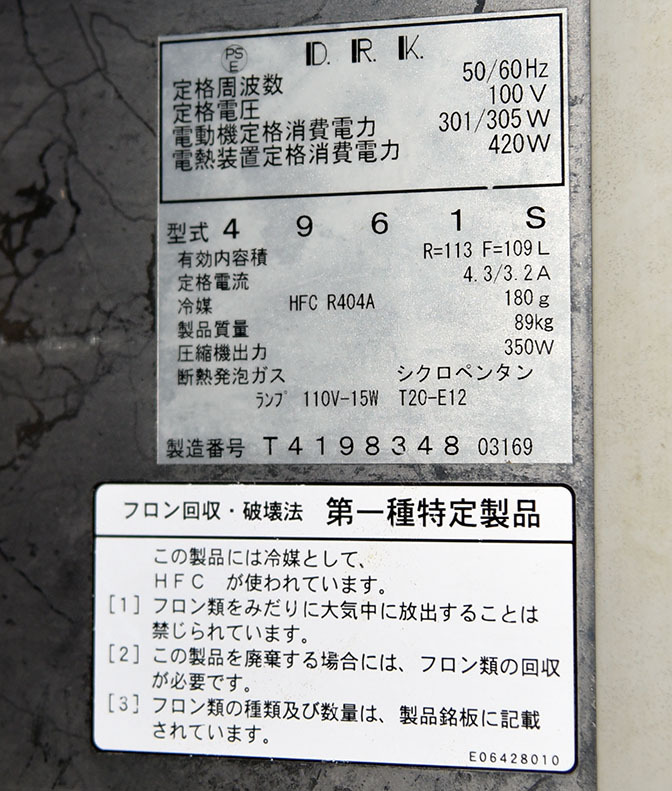 PS
E
D. R. K.
定格周波数 50/60Hz
定格電圧 100V
電動機定格消費電力 301/305W
電熱装置定格消費電力 420W
型式 4961S
有効内容積 R=113 F=109L
定格電流 4.3/3.2A
冷媒 HFC R404A 180g
製品質量 89kg
圧縮機出力 350W
断熱発泡ガス シクロペンタン
ランプ 110V-15W T20-E12
製造番号 T4198348 03169
フロン回収・破壊法 第一種特定製品
この製品には冷媒として、
HFC が使われています。
[1] フロン類をみだりに大気中に放出することは
禁じられています。
[2] この製品を廃棄する場合には、フロン類の回収
が必要です。
[3] フロン類の種類及び数量は、製品銘板に記載
されています。
E06428010